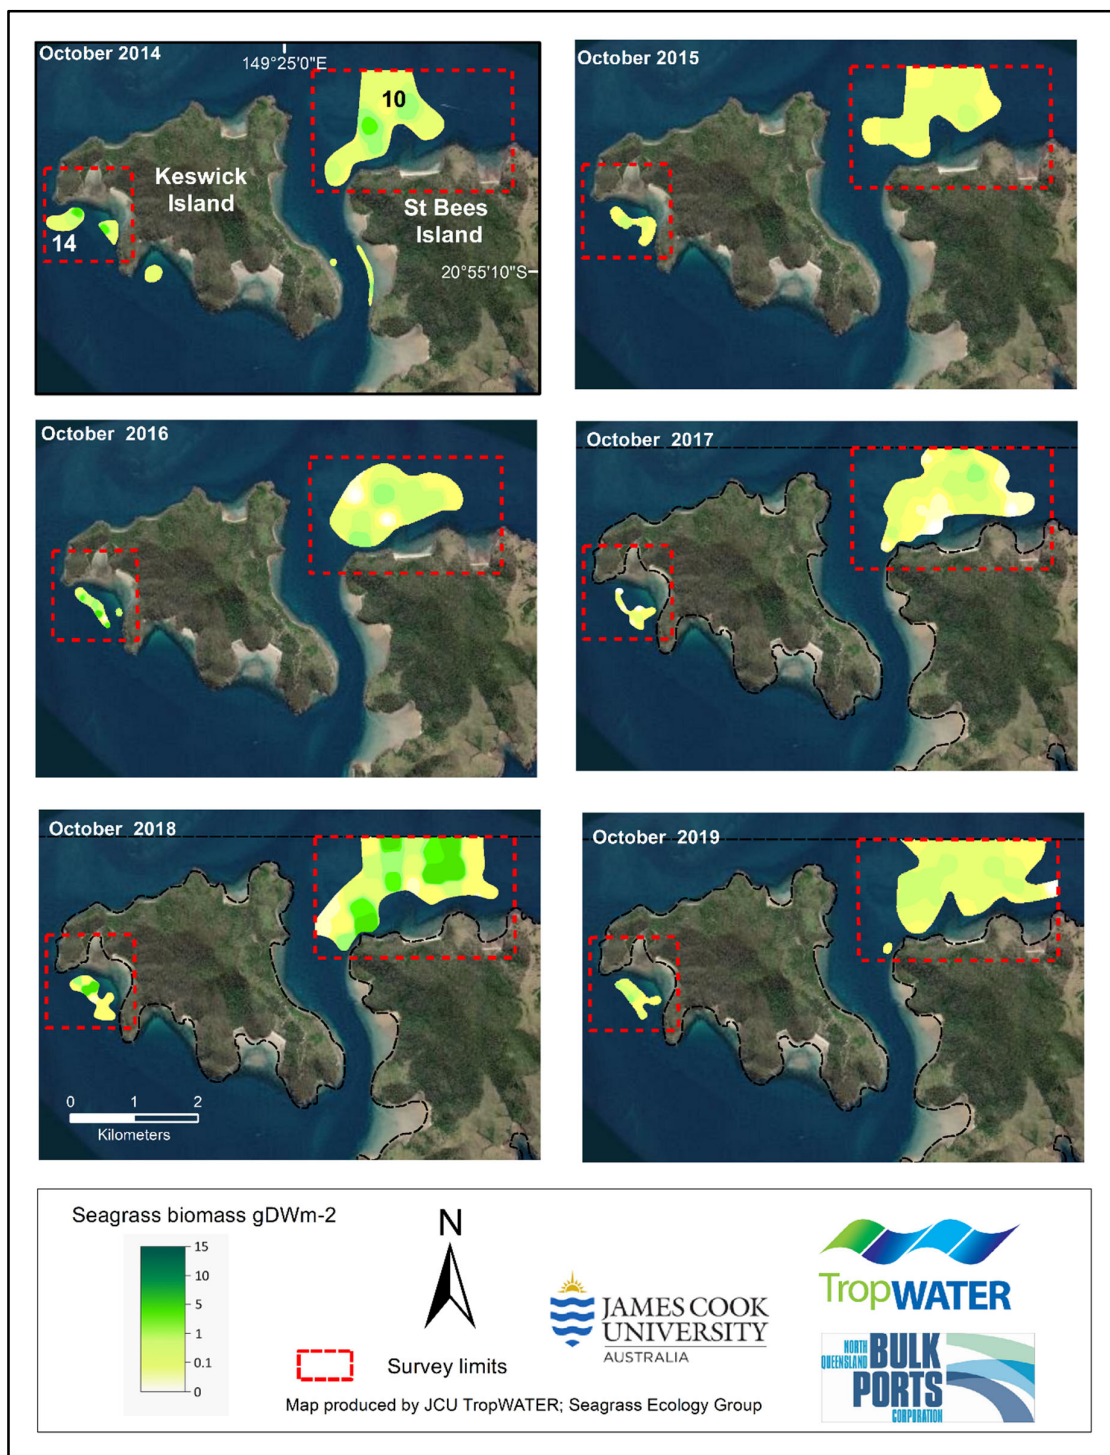 October 2014
149°25'0"E
10
Keswick
Island
St Bees
Island
14
20°55'10"S
October 2015
October 2016
October 2017
October 2018
0 1 2
Kilometers
October 2019
Seagrass biomass gDWm-2
15
10
5
1
0.1
0
N
Survey limits
Map produced by JCU TropWATER; Seagrass Ecology Group
JAMES COOK
UNIVERSITY
AUSTRALIA
TropWATER
NORTH
QUEENSLAND
BULK
PORTS
CORPORATION